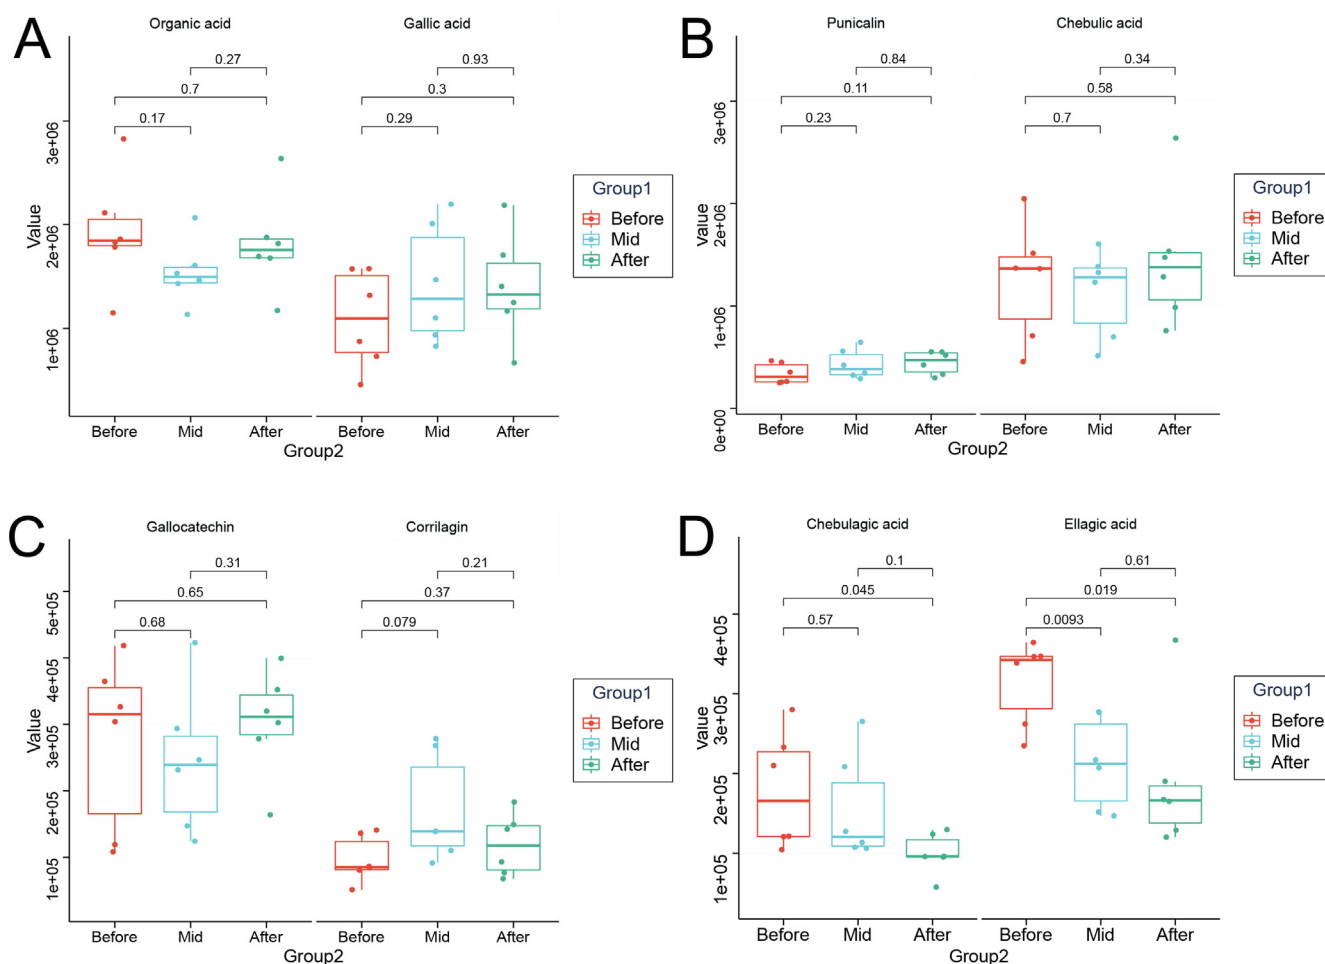 A
Organic acid
Gallic acid
0.27
0.93
0.7
0.3
0.17
0.29
3e+06
2e+06
1e+06
Value
Group1
Before
Mid
After
Before
Mid
After
Before
Mid
After
Group2
B
Punicalin
Chebulic acid
0.84
0.34
0.11
0.58
0.23
0.7
3e+06
2e+06
1e+06
0e+00
Value
Group1
Before
Mid
After
Before
Mid
After
Before
Mid
After
Group2
C
Gallocatechin
Corrilagin
0.31
0.21
0.65
0.37
0.68
0.079
5e+05
4e+05
3e+05
2e+05
1e+05
Value
Group1
Before
Mid
After
Before
Mid
After
Before
Mid
After
Group2
D
Chebulagic acid
Ellagic acid
0.1
0.61
0.045
0.019
0.57
0.0093
4e+05
3e+05
2e+05
1e+05
Value
Group1
Before
Mid
After
Before
Mid
After
Before
Mid
After
Group2